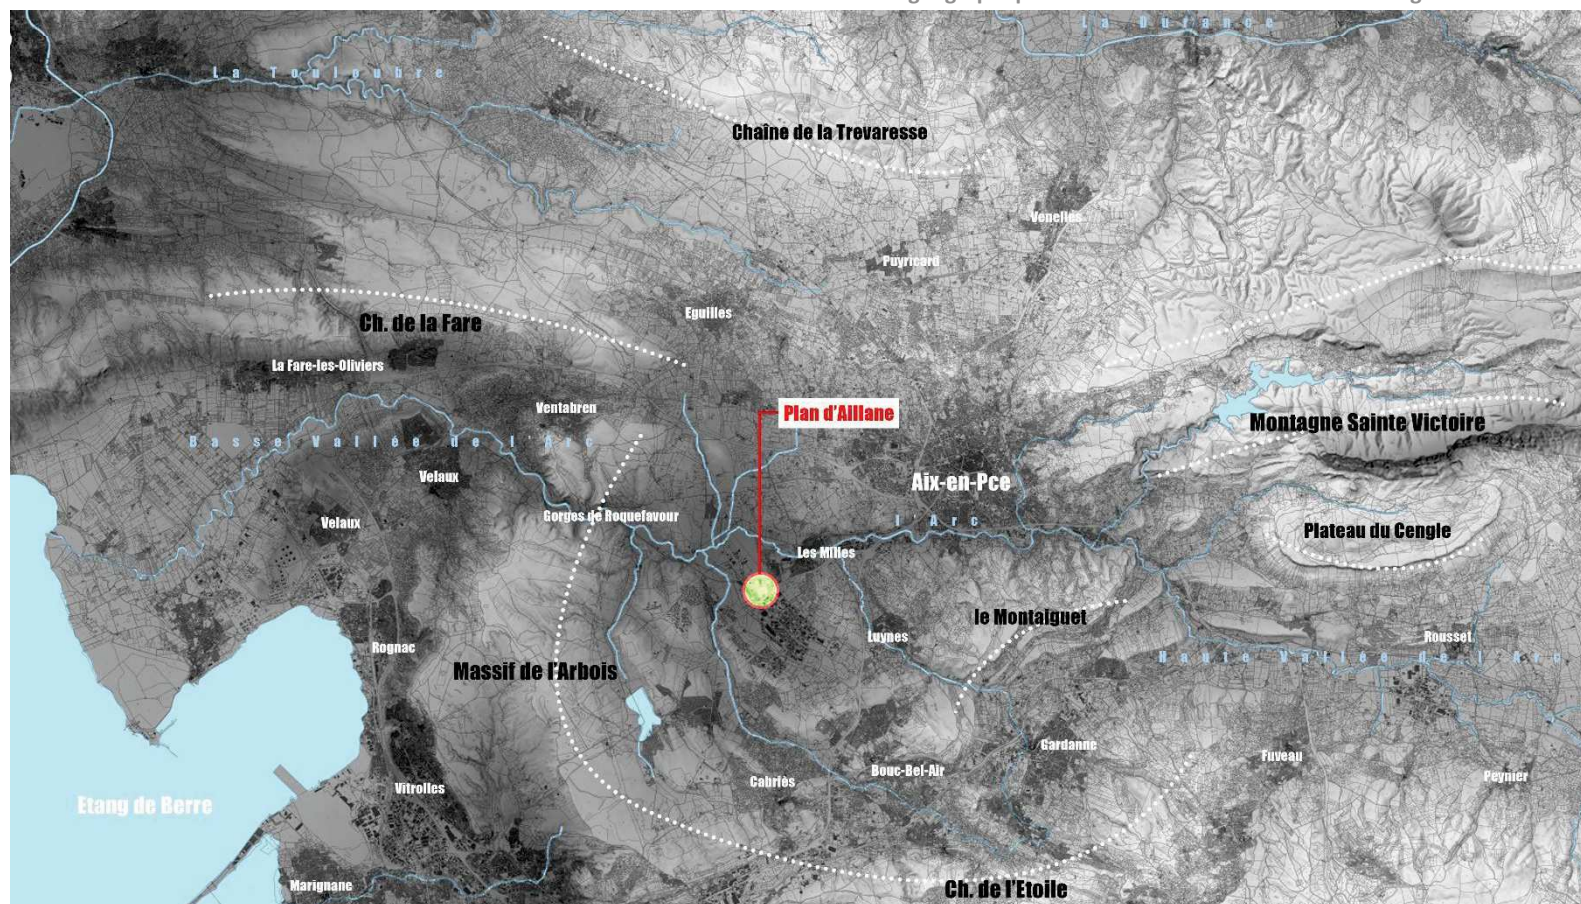 La Durance
La Touloubre
Chaîne de la Trevaresse
Venelles
Puyricard
Eguilles
Ch. de la Fare
La Fare-les-Oliviers
Ventabren
Plan d'Aillane
Montagne Sainte Victoire
Basse Vallée de l'Arc
Velaux
Aix-en-Pce
Gorges de Roquefavour
l'Arc
Velaux
Plateau du Cengle
Les Milles
le Montaiguet
Luynes
Rousset
Rognac
Haute Vallée de l'Arc
Massif de l'Arbois
Gardanne
Fuveau
Bouc-Bel-Air
Peynier
Cabriès
Vitrolles
Etang de Berre
Marignane
Ch. de l'Etoile